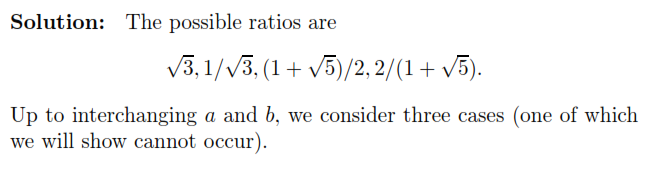 Solution: The possible ratios are
√3, 1/√3, (1 + √5)/2, 2/(1 + √5).
Up to interchanging a and b, we consider three cases (one of which
we will show cannot occur).